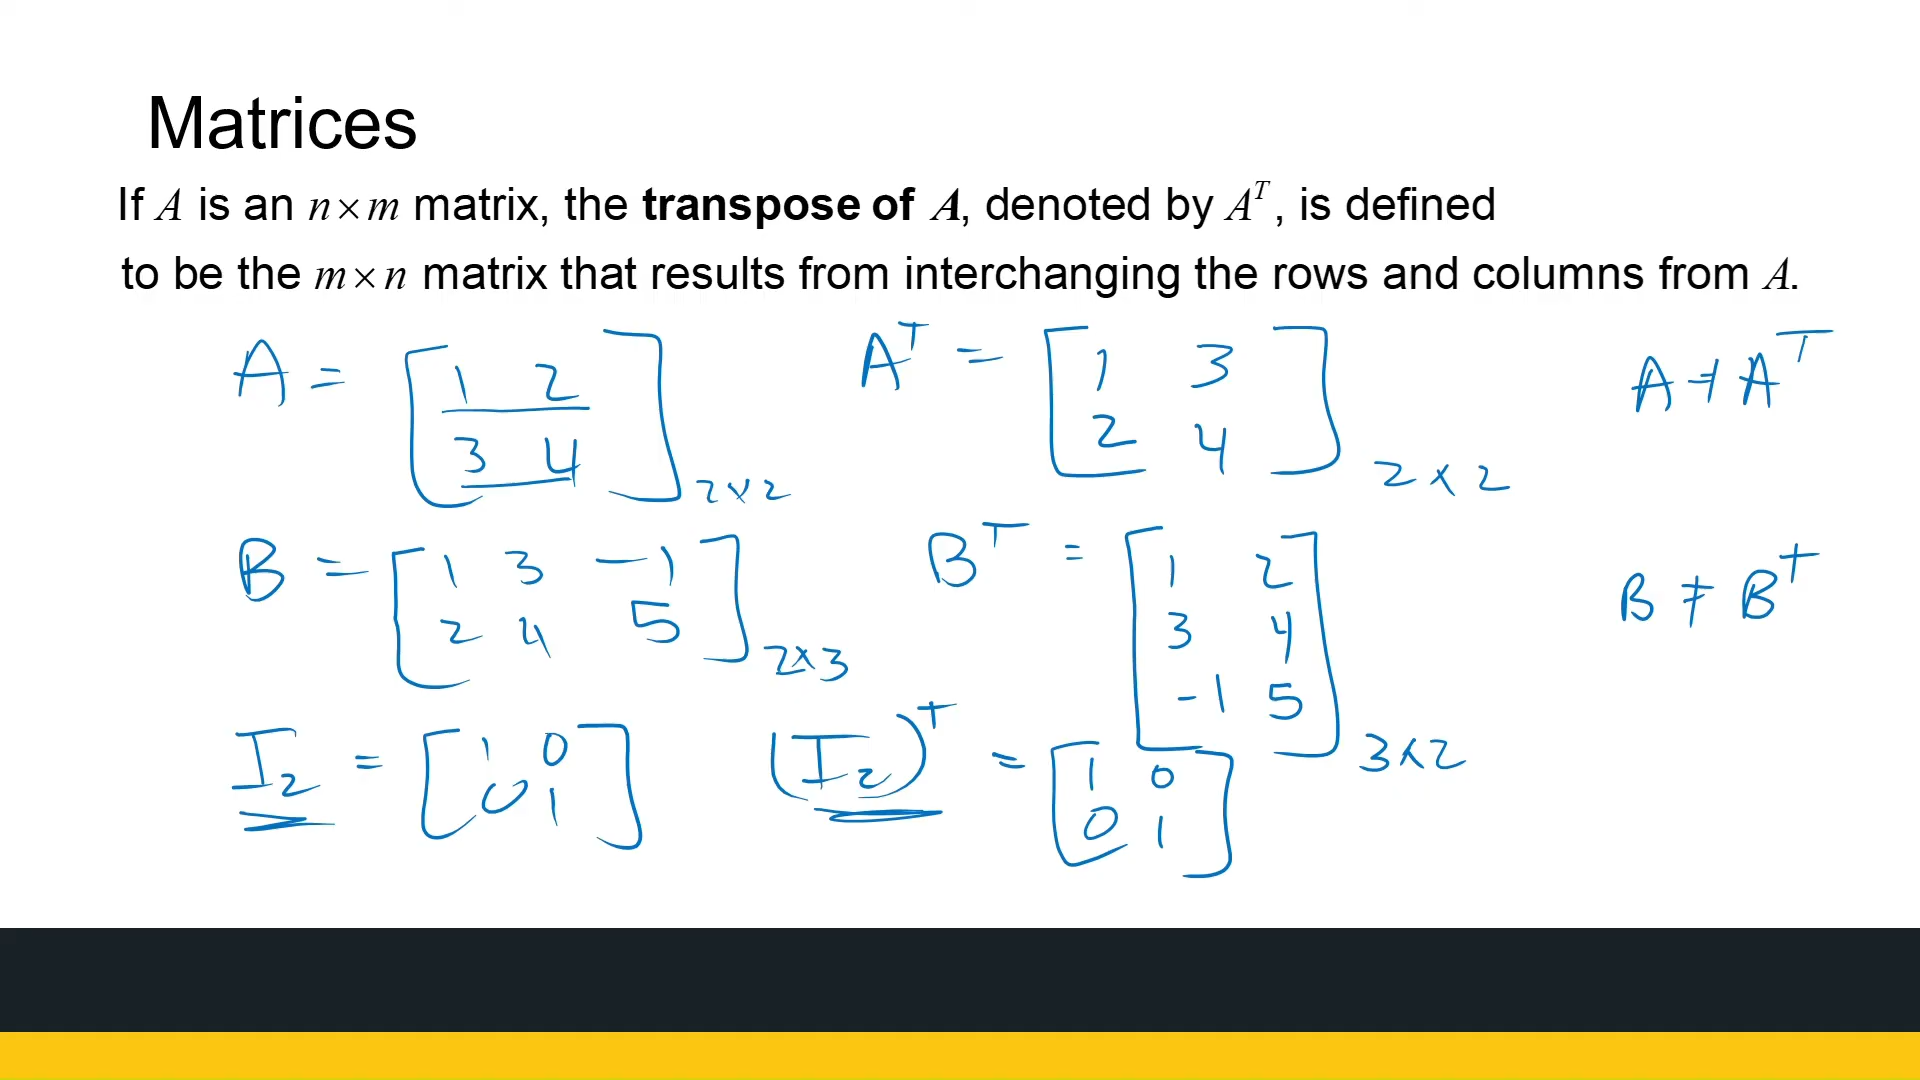 Matrices
If A is an n×m matrix, the transpose of A, denoted by A^T, is defined
to be the m×n matrix that results from interchanging the rows and columns from A.
A = [1 2
3 4] 2×2
A^T = [1 3
2 4] 2×2
A ≠ A^T
B = [1 3 -1
2 4 5] 2×3
B^T = [1 2
3 4
-1 5] 3×2
B ≠ B^T
I₂ = [1 0
0 1]
(I₂)^T = [1 0
0 1]